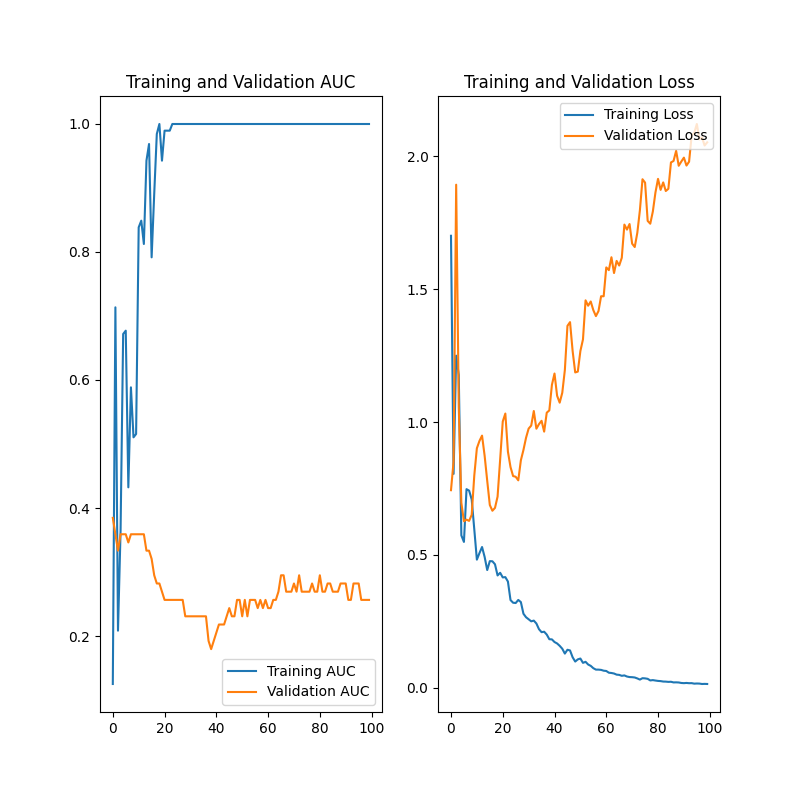 Training and Validation AUC
1.0
0.8
0.6
0.4
0.2
0 20 40 60 80 100
Training AUC
Validation AUC
Training and Validation Loss
2.0
1.5
1.0
0.5
0.0
0 20 40 60 80 100
Training Loss
Validation Loss